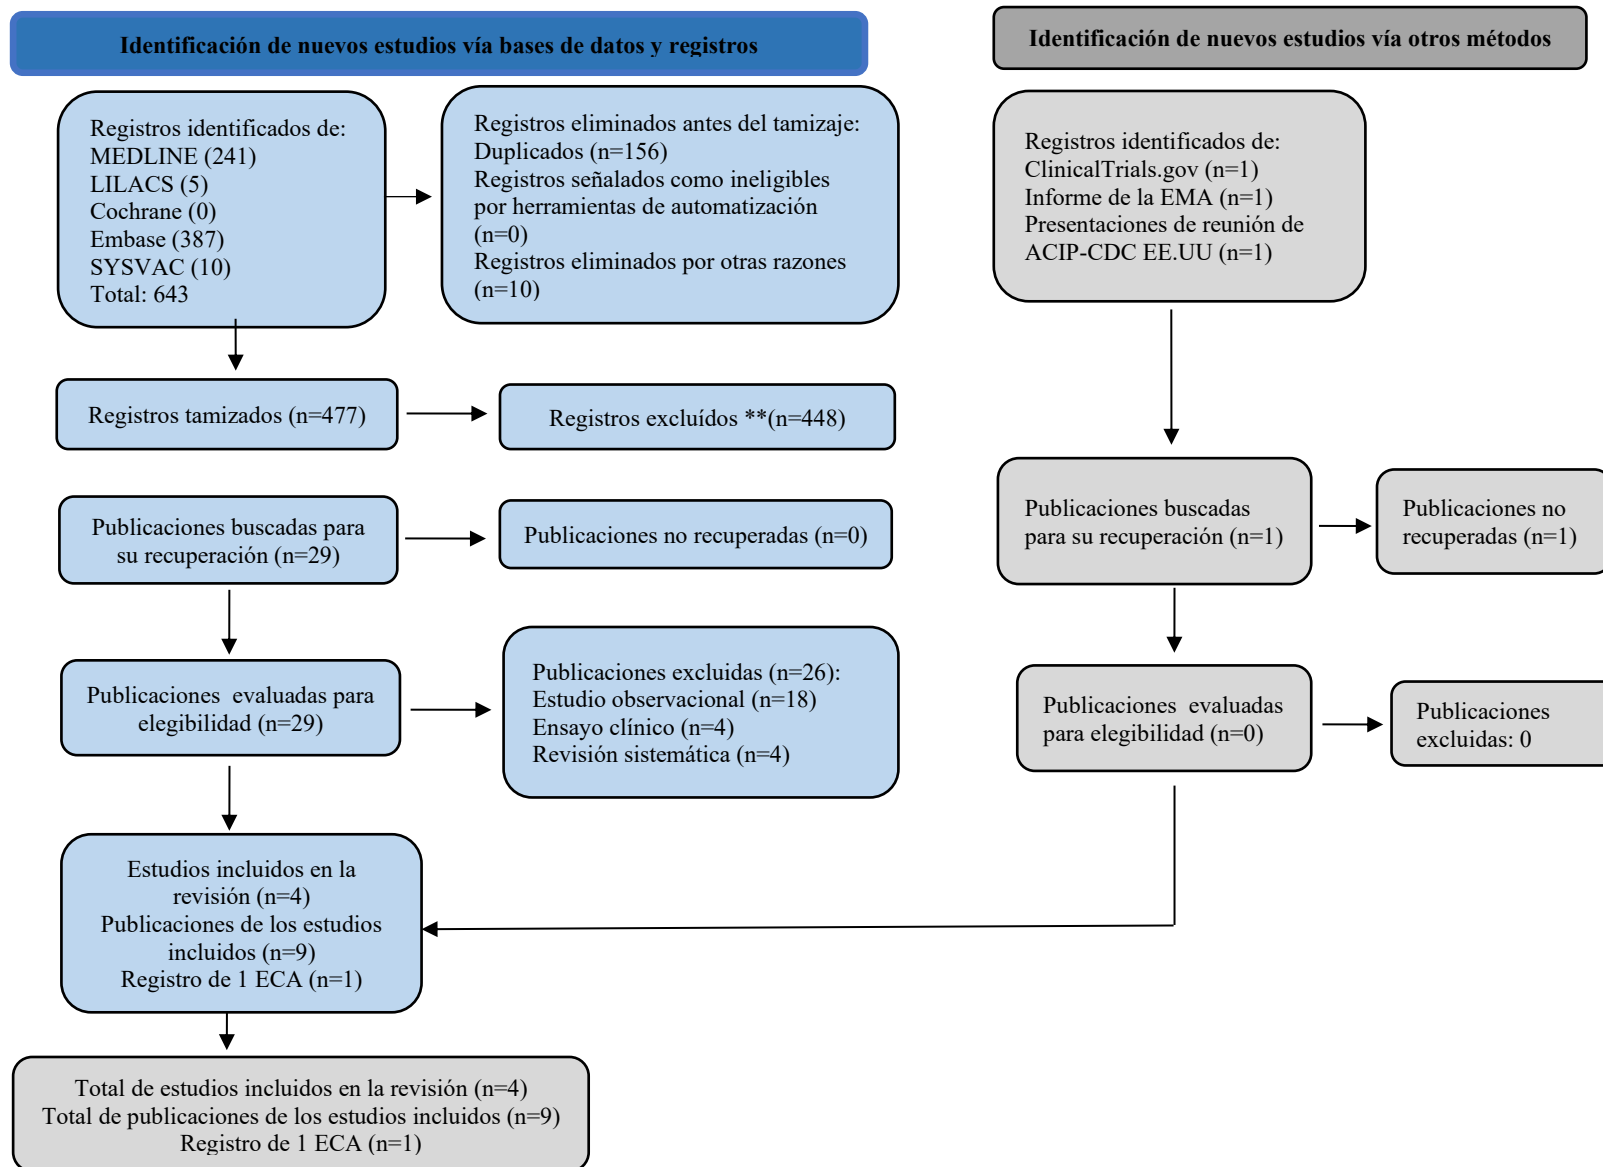 Identificación de nuevos estudios vía bases de datos y registros
Identificación de nuevos estudios vía otros métodos
Registros identificados de:
MEDLINE (241)
LILACS (5)
Cochrane (0)
Embase (387)
SYSVAC (10)
Total: 643
Registros eliminados antes del tamizaje:
Duplicados (n=156)
Registros señalados como ineligibles
por herramientas de automatización
(n=0)
Registros eliminados por otras razones
(n=10)
Registros identificados de:
ClinicalTrials.gov (n=1)
Informe de la EMA (n=1)
Presentaciones de reunión de
ACIP-CDC EE.UU (n=1)
Registros tamizados (n=477)
Registros excluídos **(n=448)
Publicaciones buscadas para
su recuperación (n=29)
Publicaciones no recuperadas (n=0)
Publicaciones buscadas
para su recuperación (n=1)
Publicaciones no
recuperadas (n=1)
Publicaciones evaluadas para
elegibilidad (n=29)
Publicaciones excluidas (n=26):
Estudio observacional (n=18)
Ensayo clínico (n=4)
Revisión sistemática (n=4)
Publicaciones evaluadas
para elegibilidad (n=0)
Publicaciones
excluidas: 0
Estudios incluidos en la
revisión (n=4)
Publicaciones de los estudios
incluidos (n=9)
Registro de 1 ECA (n=1)
Total de estudios incluidos en la revisión (n=4)
Total de publicaciones de los estudios incluidos (n=9)
Registro de 1 ECA (n=1)